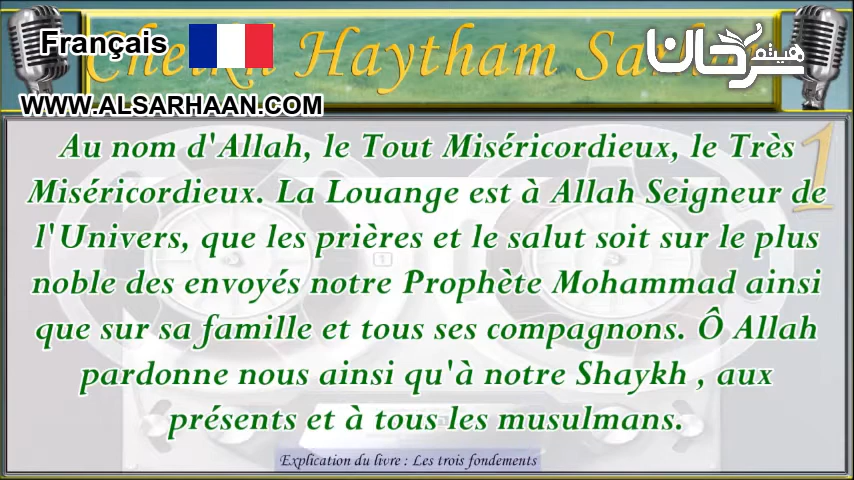 Français
Cheikh Haytham Sarhan
هيثم سرحان
WWW.ALSARHAAN.COM
1
Au nom d'Allah, le Tout Miséricordieux, le Très
Miséricordieux. La Louange est à Allah Seigneur de
l'Univers, que les prières et le salut soit sur le plus
noble des envoyés notre Prophète Mohammad ainsi
que sur sa famille et tous ses compagnons. Ô Allah
pardonne nous ainsi qu'à notre Shaykh , aux
présents et à tous les musulmans.
Explication du livre : Les trois fondements